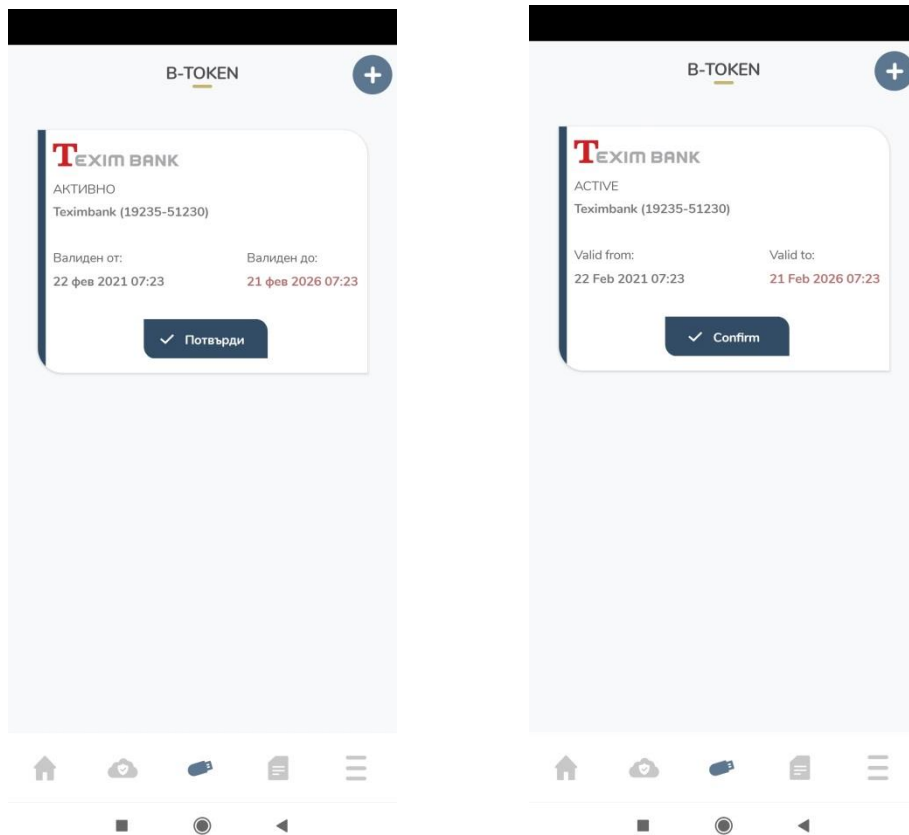 B-TOKEN
TEXIM BANK
АКТИВНО
Teximbank (19235-51230)
Валиден от: Валиден до:
22 фев 2021 07:23 21 фев 2026 07:23
Потвърди
B-TOKEN
TEXIM BANK
ACTIVE
Teximbank (19235-51230)
Valid from: Valid to:
22 Feb 2021 07:23 21 Feb 2026 07:23
Confirm